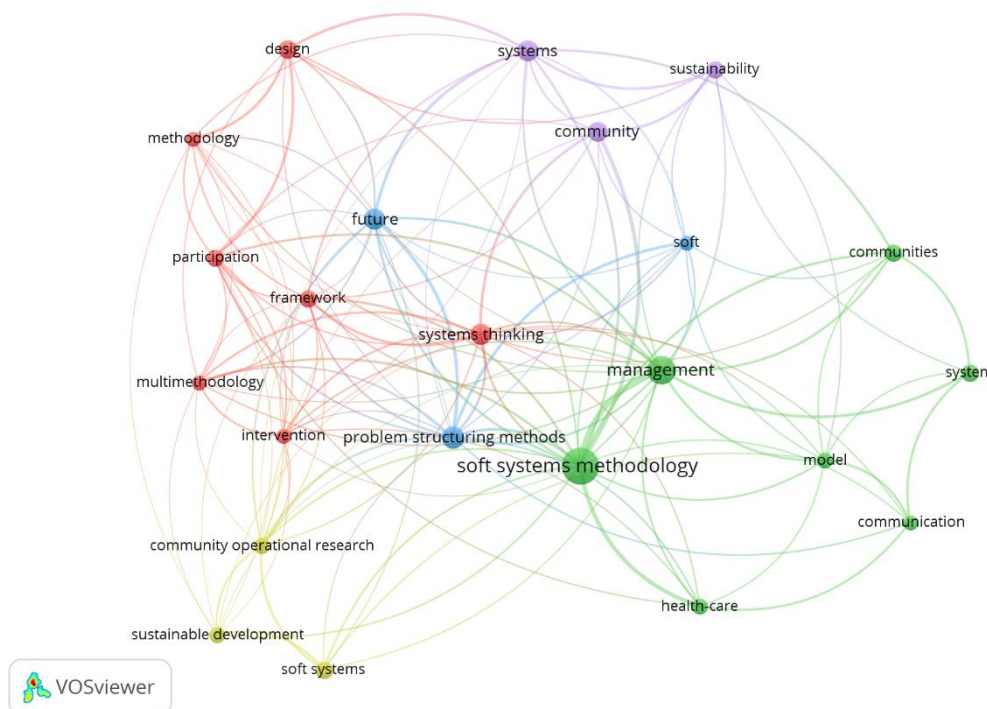 design
systems
sustainability
methodology
community
future
soft
participation
communities
framework
systems thinking
management
system
multimethodology
intervention
problem structuring methods
soft systems methodology
model
communication
community operational research
health-care
sustainable development
soft systems
VOSviewer